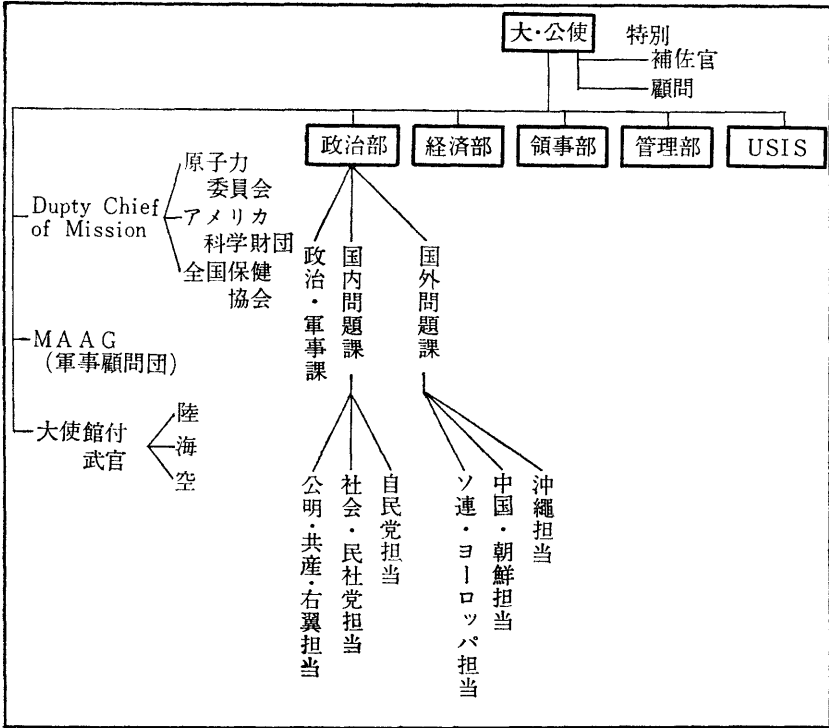 大・公使
特別
補佐官
顧問
政治部
経済部
領事部
管理部
USIS
Dupty Chief
of Mission
原子力
委員会
アメリカ
科学財団
全国保健
協会
MAAG
(軍事顧問団)
大使館付
武官
陸
海
空
政治・軍事課
国内問題課
国外問題課
公明・共産・右翼担当
社会・民社党担当
自民党担当
ソ連・ヨーロッパ担当
中国・朝鮮担当
沖縄担当